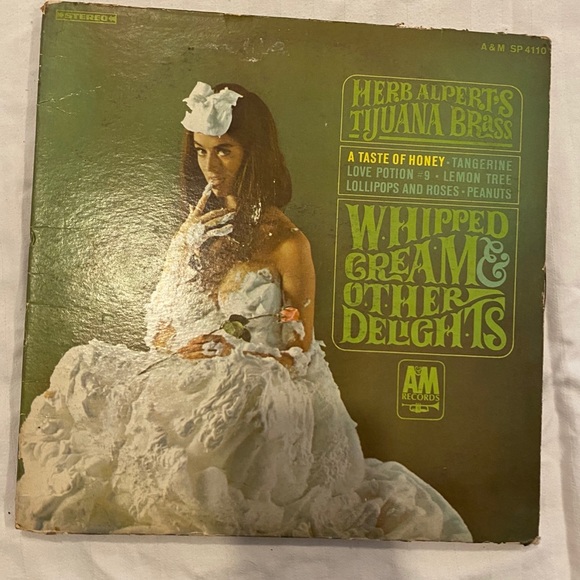 STEREO
A&M SP 4110
HERB ALPERT'S
TIJUANA BRASS
A TASTE OF HONEY • TANGERINE
LOVE POTION #9 • LEMON TREE
LOLLIPOPS AND ROSES • PEANUTS
WHIPPED
CREAM &
OTHER
DELIGHTS
A&M
RECORDS